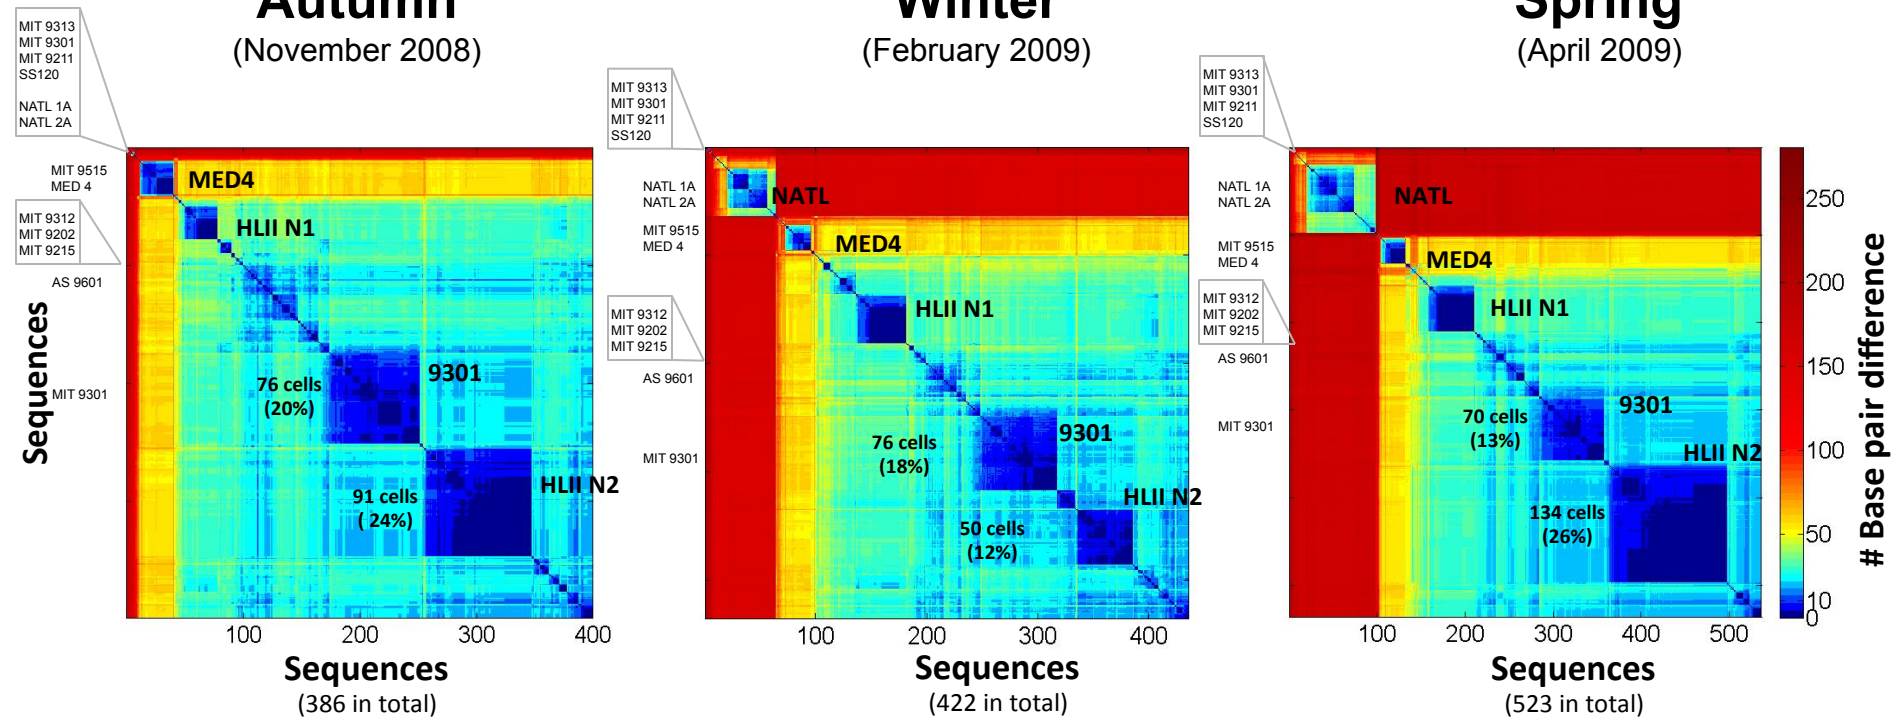 Autumn
(November 2008)
MIT 9313
MIT 9301
MIT 9211
SS120
NATL 1A
NATL 2A
MIT 9515
MED 4
MIT 9312
MIT 9202
MIT 9215
AS 9601
MIT 9301
Sequences
MED4
HLII N1
9301
76 cells
(20%)
HLII N2
91 cells
( 24%)
100 200 300 400
Sequences
(386 in total)
Winter
(February 2009)
MIT 9313
MIT 9301
MIT 9211
SS120
NATL 1A
NATL 2A
MIT 9515
MED 4
MIT 9312
MIT 9202
MIT 9215
AS 9601
MIT 9301
NATL
MED4
HLII N1
9301
76 cells
(18%)
HLII N2
50 cells
(12%)
100 200 300 400
Sequences
(422 in total)
Spring
(April 2009)
MIT 9313
MIT 9301
MIT 9211
SS120
NATL 1A
NATL 2A
MIT 9515
MED 4
MIT 9312
MIT 9202
MIT 9215
AS 9601
MIT 9301
NATL
MED4
HLII N1
9301
70 cells
(13%)
HLII N2
134 cells
(26%)
100 200 300 400 500
Sequences
(523 in total)
250
200
150
100
50
10
0
# Base pair difference